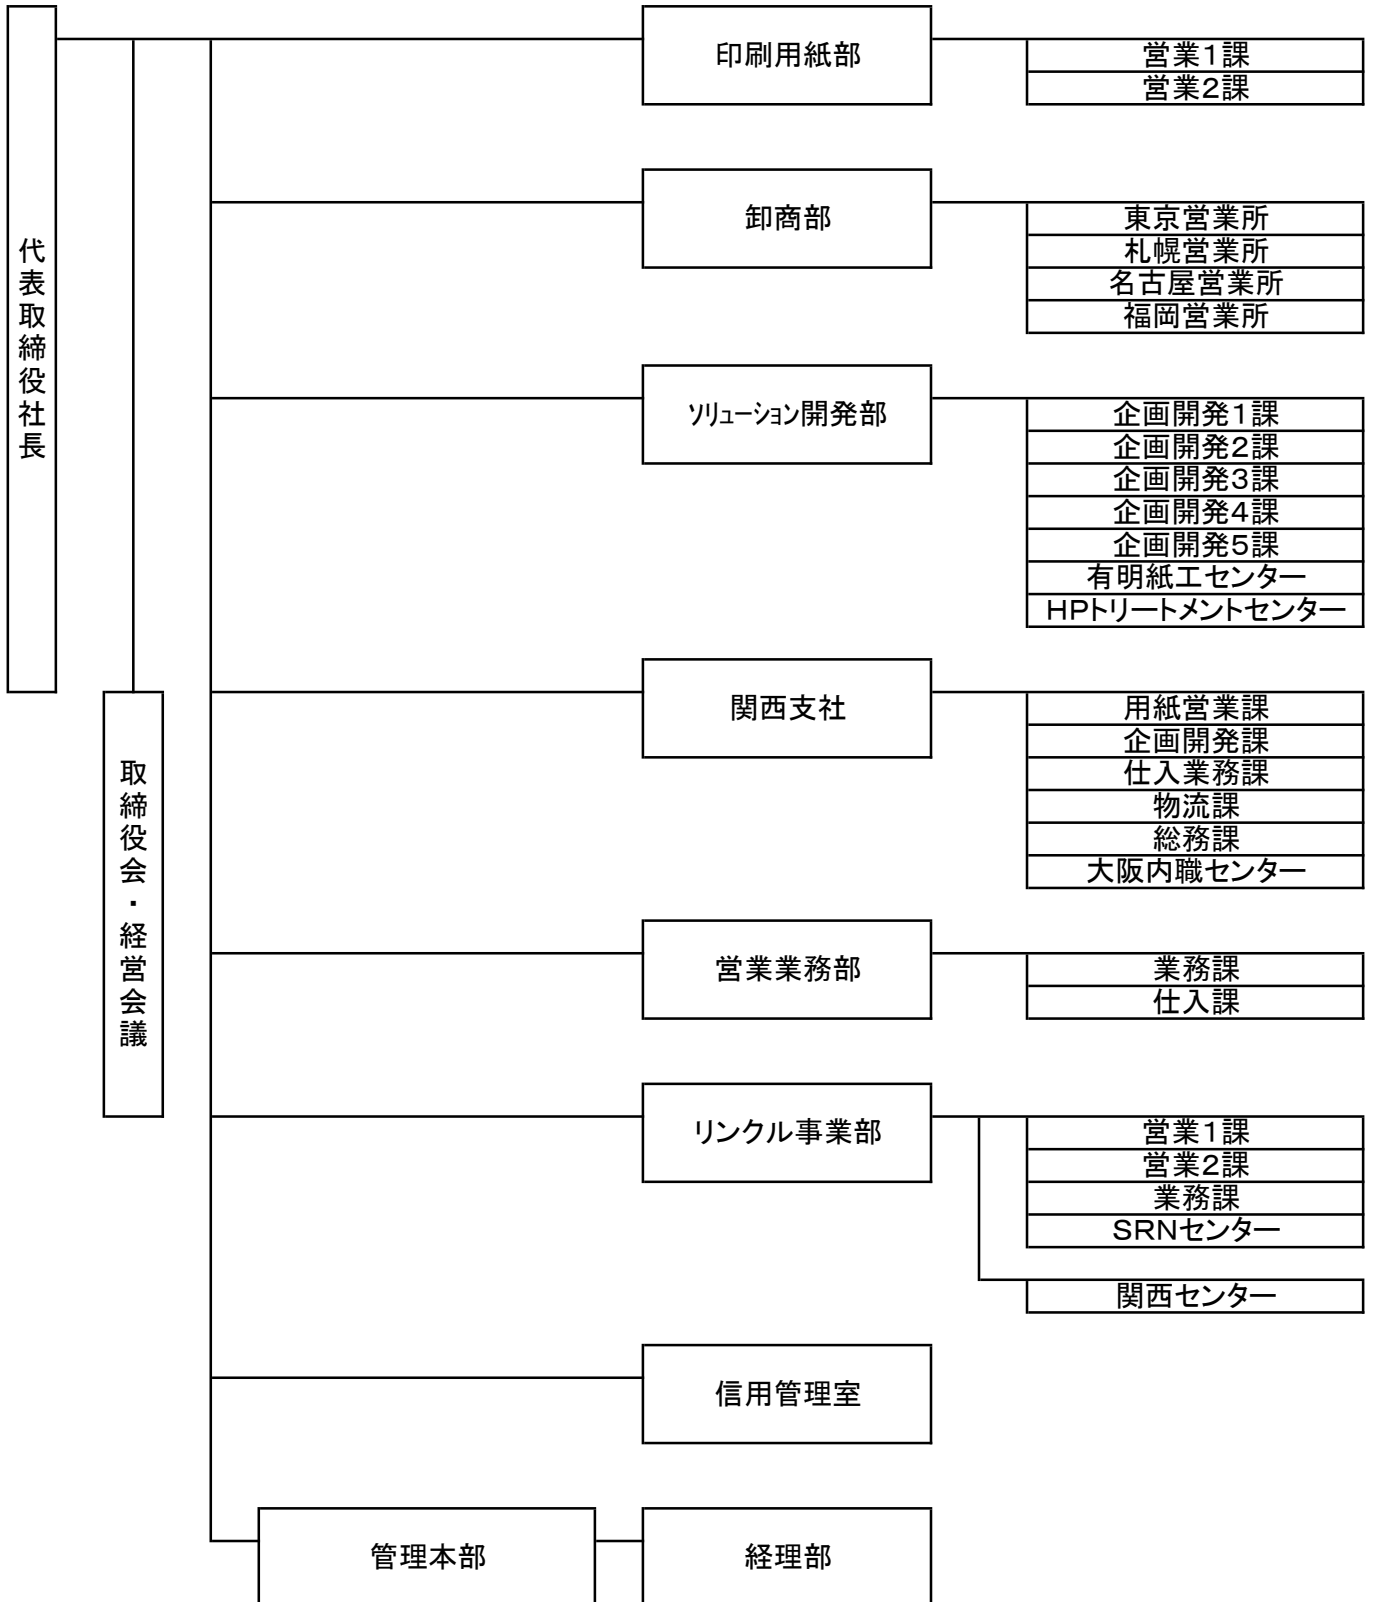 代表取締役社長
取締役会・経営会議
印刷用紙部
営業１課
営業２課
卸商部
東京営業所
札幌営業所
名古屋営業所
福岡営業所
ｿﾘｭｰｼｮﾝ開発部
企画開発１課
企画開発２課
企画開発３課
企画開発４課
企画開発５課
有明紙工センター
ＨＰトリートメントセンター
関西支社
用紙営業課
企画開発課
仕入業務課
物流課
総務課
大阪内職センター
営業業務部
業務課
仕入課
リンクル事業部
営業１課
営業２課
業務課
ＳＲＮセンター
関西センター
信用管理室
管理本部
経理部